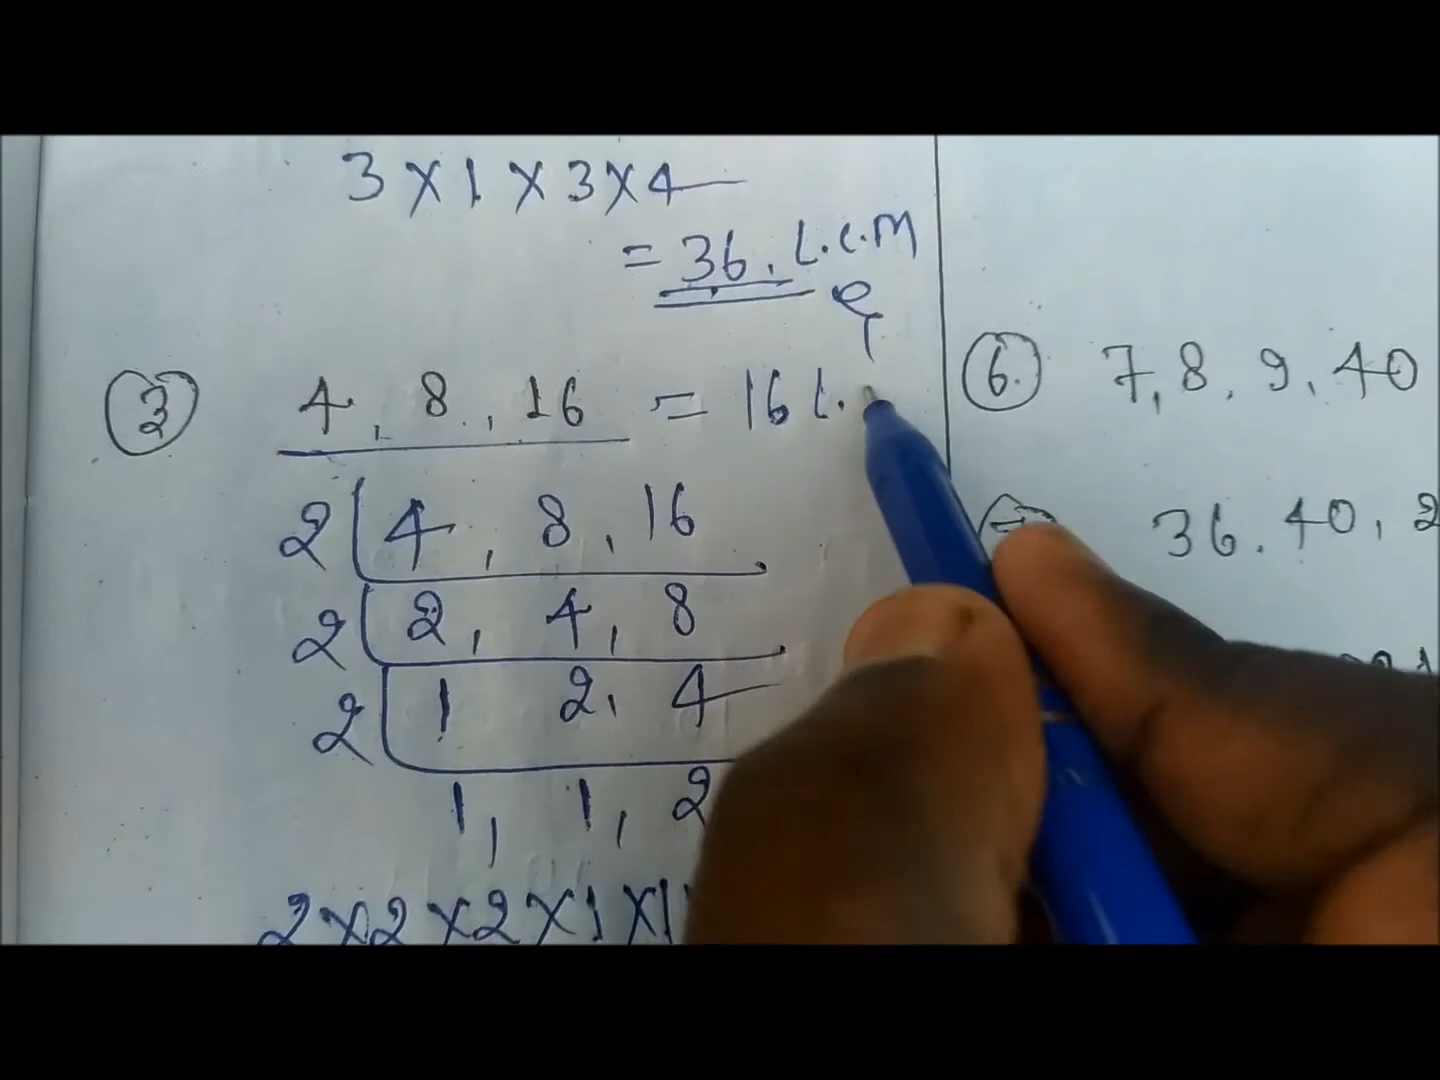 3 × 1 × 3 × 4
= 36. L.C.M
③ 4, 8, 16 = 16 L.
2 4, 8, 16
2 2, 4, 8
2 1 2, 4
1, 1, 2
2 × 2 × 2 × 1 × 1
⑥ 7, 8, 9, 40
36. 40, 2